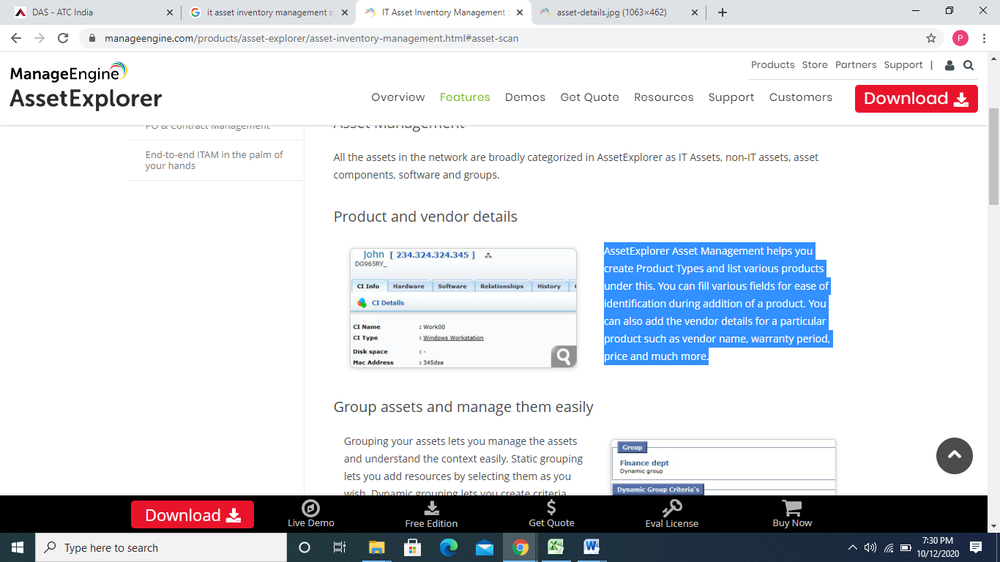 DAS - ATC India
it asset inventory management sy
IT Asset Inventory Management S
asset-details.jpg (1063×462)
manageengine.com/products/asset-explorer/asset-inventory-management.html#asset-scan
P
ManageEngine
AssetExplorer
Products Store Partners Support |
Overview Features Demos Get Quote Resources Support Customers
Download
PO & Contract Management
End-to-end ITAM in the palm of
your hands
Asset Management
All the assets in the network are broadly categorized in AssetExplorer as IT Assets, non-IT assets, asset
components, software and groups.
Product and vendor details
John [ 234.324.324.345 ]
DG965RY_
CI Info Hardware Software Relationships History
CI Details
CI Name : Work00
CI Type : Windows Workstation
Disk space : -
Mac Address : 345dsa
AssetExplorer Asset Management helps you
create Product Types and list various products
under this. You can fill various fields for ease of
identification during addition of a product. You
can also add the vendor details for a particular
product such as vendor name, warranty period,
price and much more.
Group assets and manage them easily
Grouping your assets lets you manage the assets
and understand the context easily. Static grouping
lets you add resources by selecting them as you
wish. Dynamic grouping lets you create criteria
Group
Finance dept
Dynamic group
Dynamic Group Criteria's
Download
Live Demo
Free Edition
Get Quote
Eval License
Buy Now
Type here to search
7:30 PM
10/12/2020